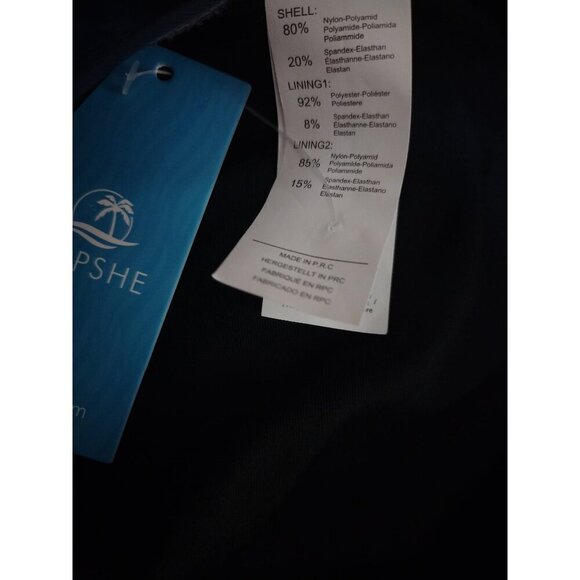 SHELL:
80% Nylon-Polyamid
Polyamide-Poliamida
Poliammide
20% Spandex-Elasthan
Élasthanne-Elastano
Elastan
LINING1:
92% Polyester-Poliéster
Poliestere
8% Spandex-Elasthan
Élasthanne-Elastano
Elastan
LINING2:
85% Nylon-Polyamid
Polyamide-Poliamida
Poliammide
15% Spandex-Elasthan
Élasthanne-Elastano
Elastan
MADE IN P.R.C
HERGESTELLT IN PRC
FABRIQUÉ EN RPC
FABRICADO EN RPC
PSHE
m